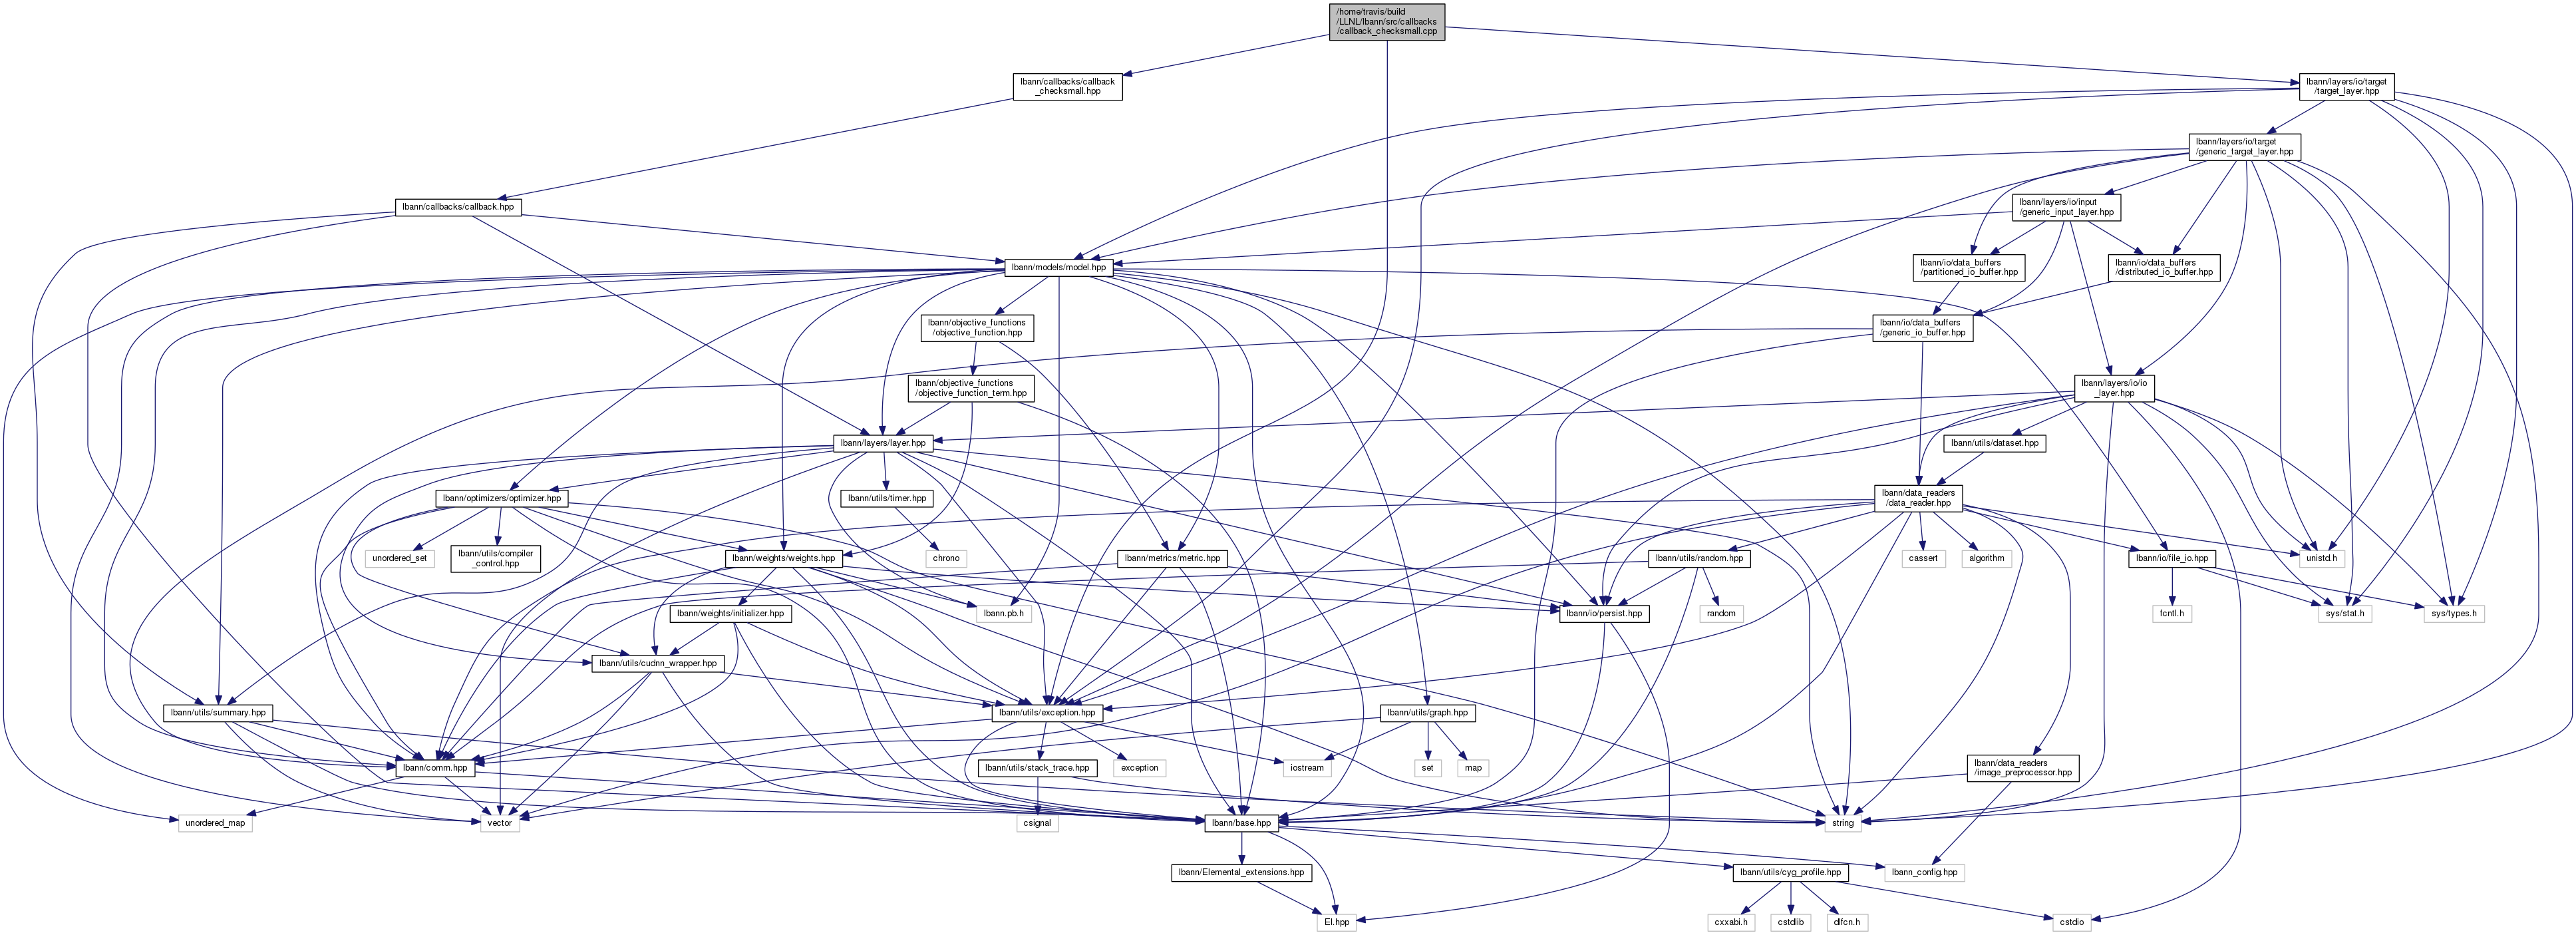 /home/travis/build
/LLNL/lbann/src/callbacks
/callback_checksmall.cpp
lbann/callbacks/callback
_checksmall.hpp
lbann/layers/io/target
/target_layer.hpp
lbann/layers/io/target
/generic_target_layer.hpp
lbann/callbacks/callback.hpp
lbann/layers/io/input
/generic_input_layer.hpp
lbann/models/model.hpp
lbann/io/data_buffers
/partitioned_io_buffer.hpp
lbann/io/data_buffers
/distributed_io_buffer.hpp
lbann/objective_functions
/objective_function.hpp
lbann/io/data_buffers
/generic_io_buffer.hpp
lbann/objective_functions
/objective_function_term.hpp
lbann/layers/io/io
_layer.hpp
lbann/layers/layer.hpp
lbann/utils/dataset.hpp
lbann/optimizers/optimizer.hpp
lbann/utils/timer.hpp
lbann/data_readers
/data_reader.hpp
unordered_set
lbann/utils/compiler
_control.hpp
lbann/weights/weights.hpp
chrono
lbann/metrics/metric.hpp
lbann/utils/random.hpp
cassert
algorithm
lbann/io/file_io.hpp
unistd.h
lbann/weights/initializer.hpp
lbann.pb.h
lbann/io/persist.hpp
random
fcntl.h
sys/stat.h
sys/types.h
lbann/utils/cudnn_wrapper.hpp
lbann/utils/summary.hpp
lbann/utils/exception.hpp
lbann/utils/graph.hpp
lbann/comm.hpp
lbann/utils/stack_trace.hpp
exception
iostream
set
map
lbann/data_readers
/image_preprocessor.hpp
unordered_map
vector
csignal
lbann/base.hpp
string
lbann/Elemental_extensions.hpp
lbann/utils/cyg_profile.hpp
lbann_config.hpp
El.hpp
cxxabi.h
cstdlib
dlfcn.h
cstdio